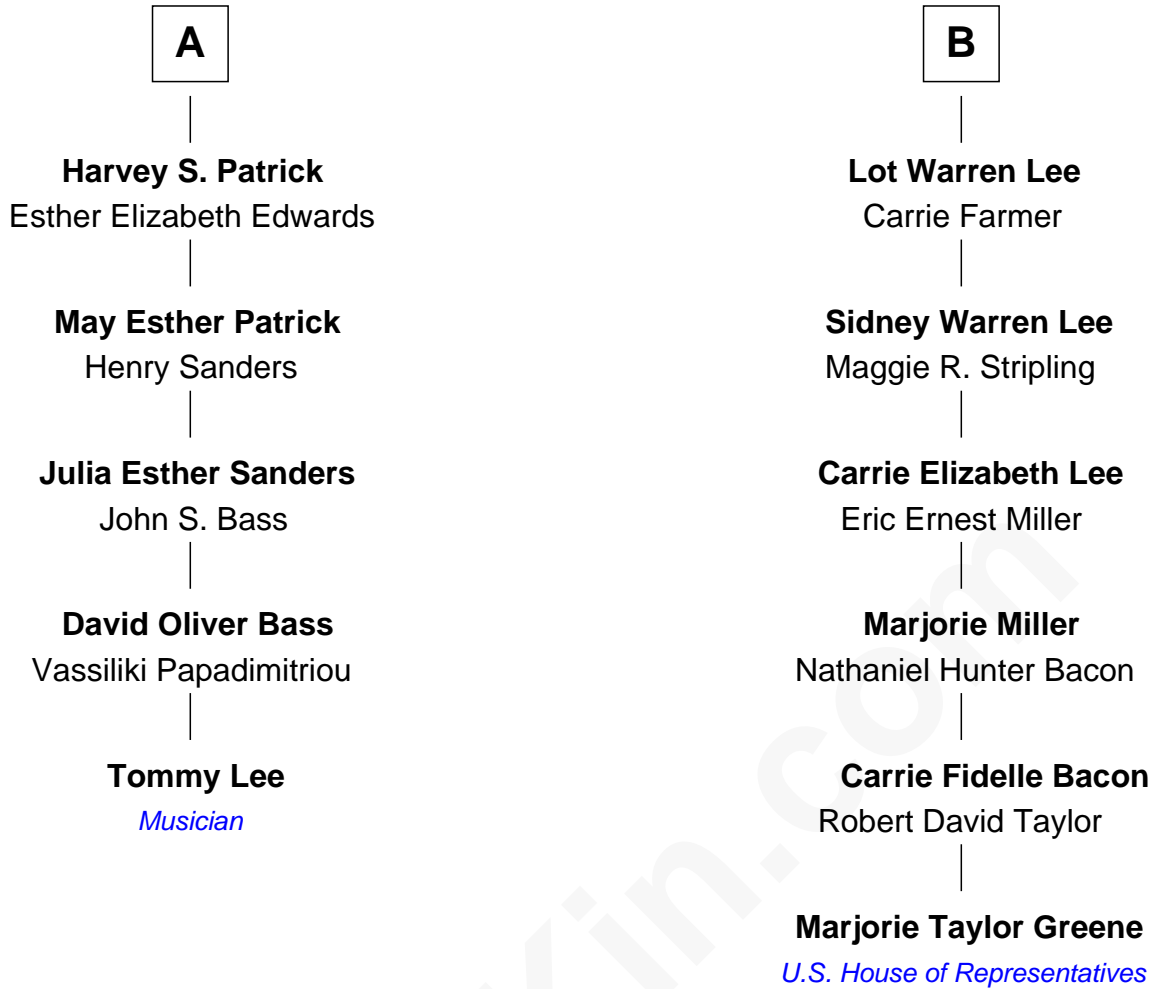 A
Harvey S. Patrick
Esther Elizabeth Edwards
May Esther Patrick
Henry Sanders
Julia Esther Sanders
John S. Bass
David Oliver Bass
Vassiliki Papadimitriou
Tommy Lee
Musician
B
Lot Warren Lee
Carrie Farmer
Sidney Warren Lee
Maggie R. Stripling
Carrie Elizabeth Lee
Eric Ernest Miller
Marjorie Miller
Nathaniel Hunter Bacon
Carrie Fidelle Bacon
Robert David Taylor
Marjorie Taylor Greene
U.S. House of Representatives
Kin.com